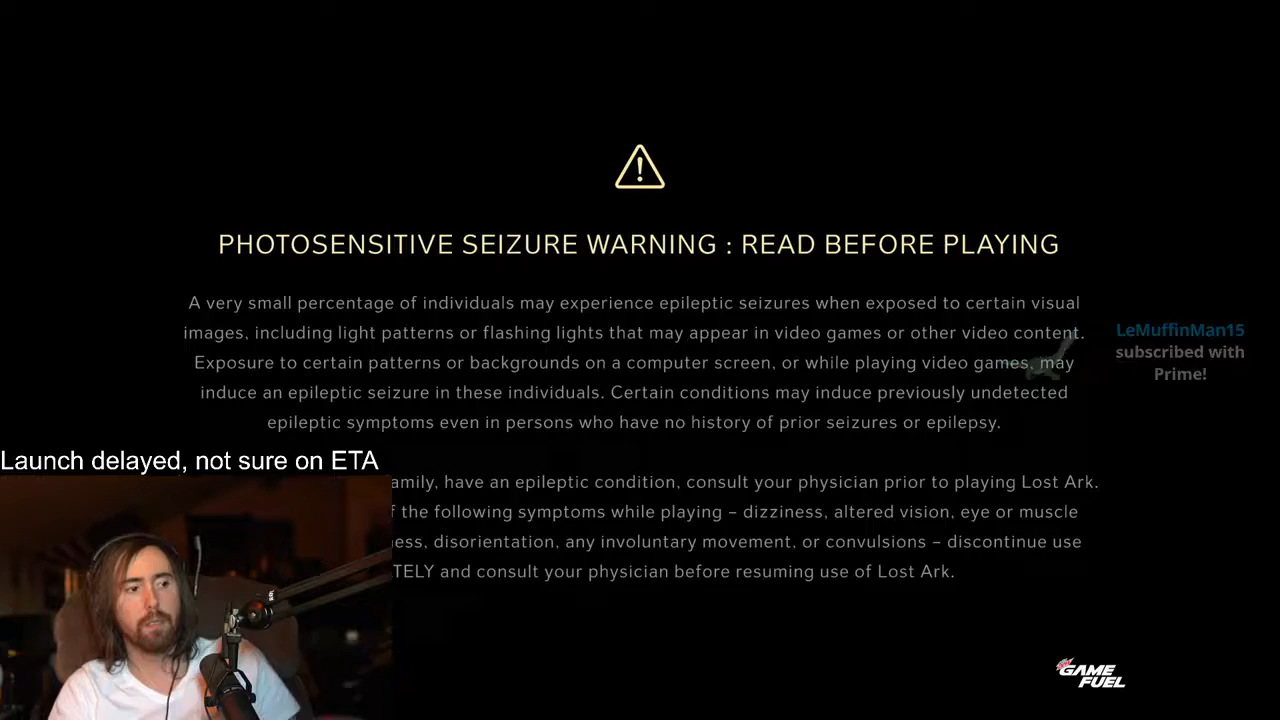 PHOTOSENSITIVE SEIZURE WARNING : READ BEFORE PLAYING
A very small percentage of individuals may experience epileptic seizures when exposed to certain visual
images, including light patterns or flashing lights that may appear in video games or other video content.
Exposure to certain patterns or backgrounds on a computer screen, or while playing video games, may
induce an epileptic seizure in these individuals. Certain conditions may induce previously undetected
epileptic symptoms even in persons who have no history of prior seizures or epilepsy.
LeMuffinMan15
subscribed with
Prime!
Launch delayed, not sure on ETA
amily, have an epileptic condition, consult your physician prior to playing Lost Ark.
f the following symptoms while playing – dizziness, altered vision, eye or muscle
ess, disorientation, any involuntary movement, or convulsions – discontinue use
TELY and consult your physician before resuming use of Lost Ark.
GAME
FUEL